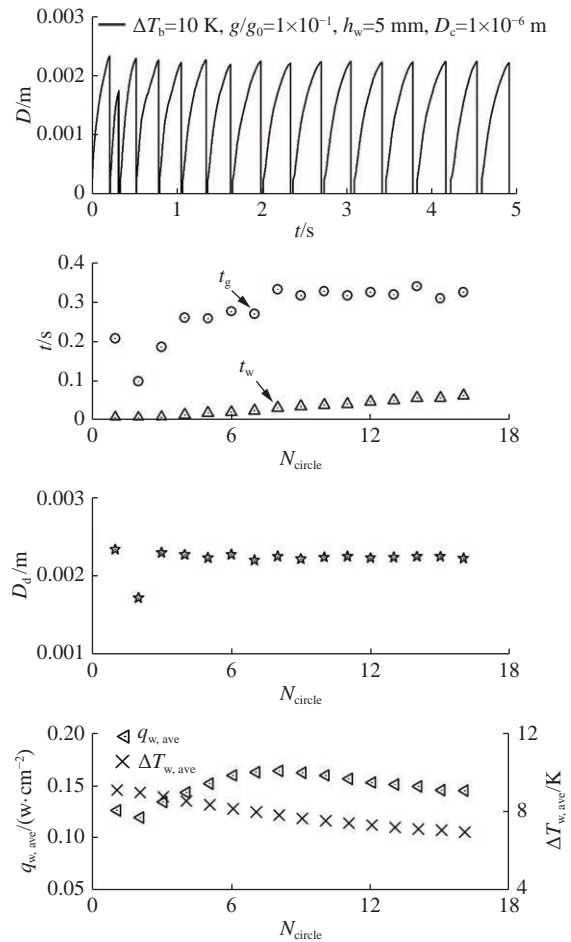 ΔT_b=10 K, g/g_0=1×10^{-1}, h_w=5 mm, D_c=1×10^{-6} m
0.003
0.002
0.001
0
D/m
0 1 2 3 4 5
t/s
0.4
0.3
0.2
0.1
0
t/s
t_g
t_w
0 6 12 18
N_circle
0.003
0.002
0.001
D_d/m
0 6 12 18
N_circle
0.20
0.15
0.10
0.05
q_{w, ave}/(w·cm^{-2})
q_{w, ave}
ΔT_{w, ave}
12
8
4
ΔT_{w, ave}/K
0 6 12 18
N_circle